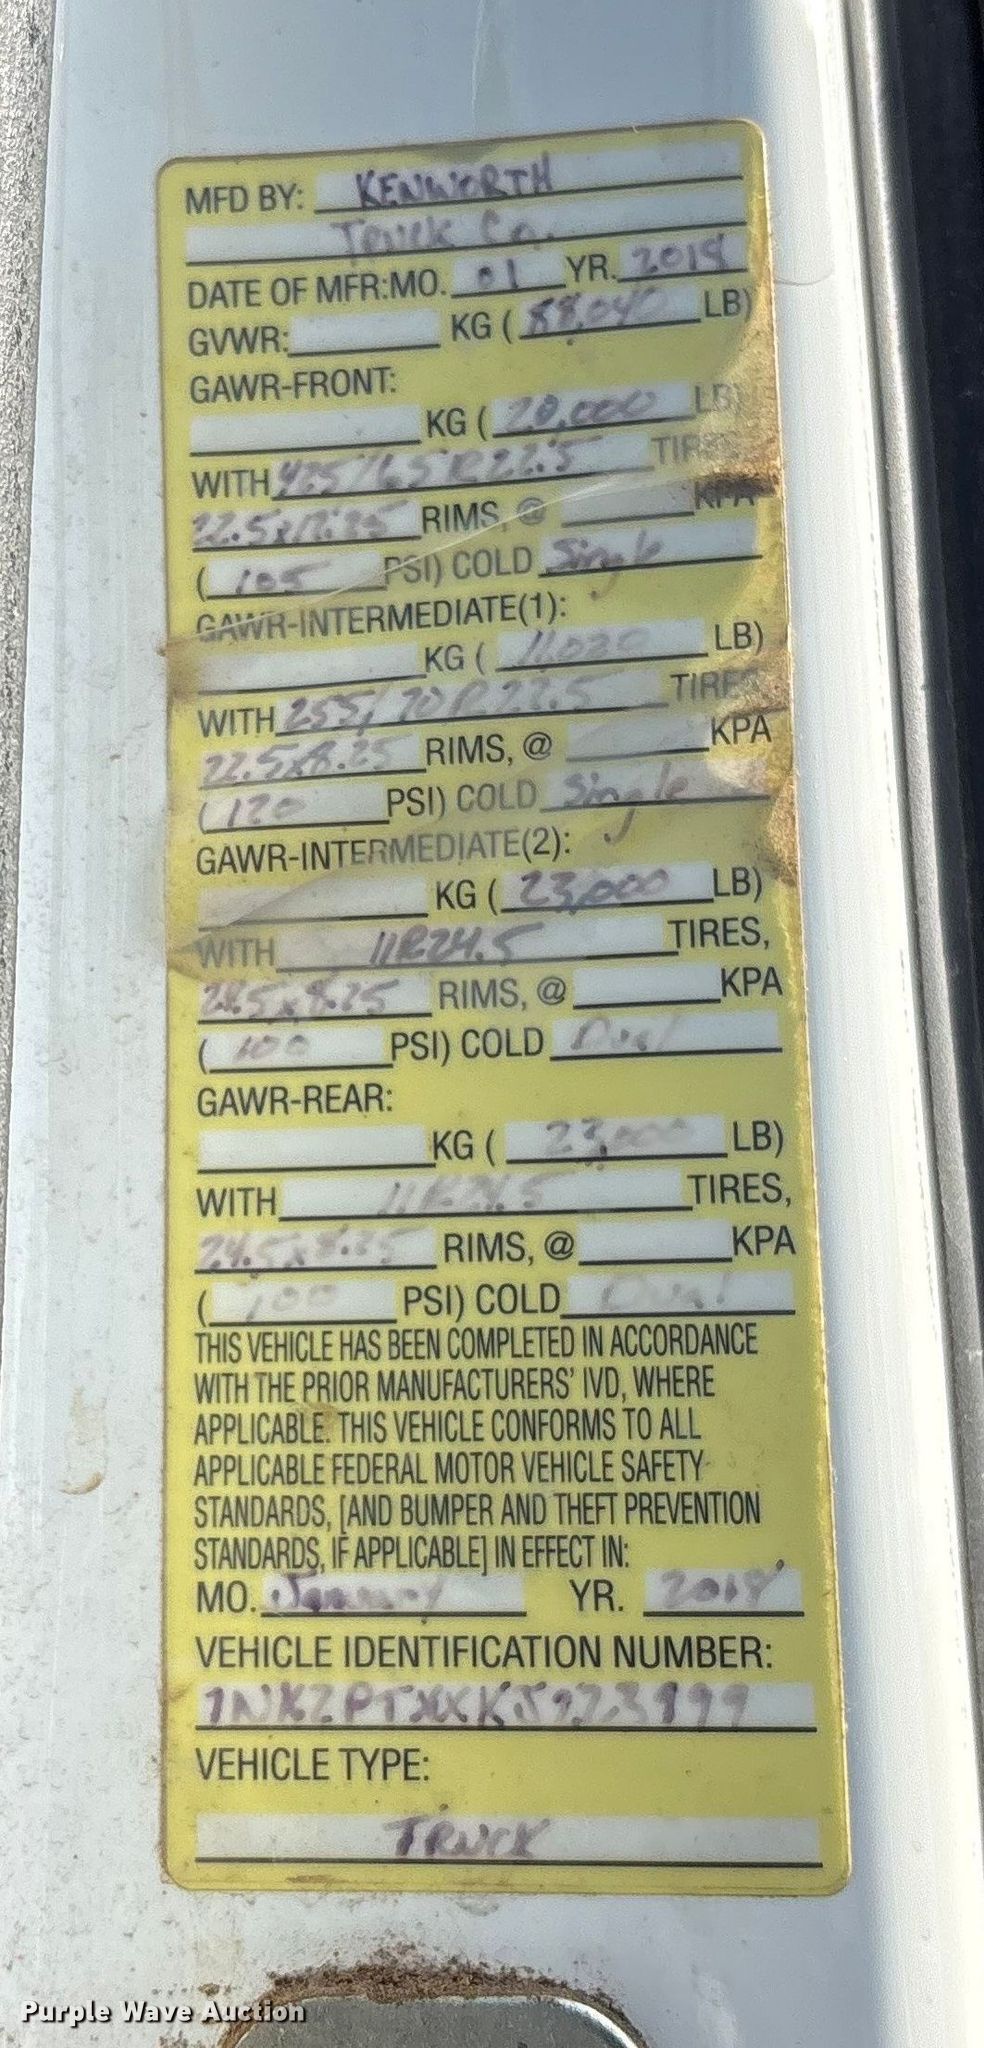 MFD BY: KENWORTH
TRUCK Co.
DATE OF MFR:MO. 01 YR. 2018
GVWR: KG ( 88,040 LB)
GAWR-FRONT:
KG ( 20,000 LB)
WITH 425/65R22.5 TIRES,
22.5x12.25 RIMS, @ KPA
( 105 PSI) COLD Single
GAWR-INTERMEDIATE(1):
KG ( LB)
WITH 255/70R22.5 TIRES,
22.5x8.25 RIMS, @ KPA
( 120 PSI) COLD Single
GAWR-INTERMEDIATE(2):
KG ( 23,000 LB)
WITH 11R24.5 TIRES,
24.5x8.25 RIMS, @ KPA
( 100 PSI) COLD Dual
GAWR-REAR:
KG ( 23,000 LB)
WITH 11R24.5 TIRES,
24.5x8.25 RIMS, @ KPA
( 100 PSI) COLD Dual
THIS VEHICLE HAS BEEN COMPLETED IN ACCORDANCE
WITH THE PRIOR MANUFACTURERS' IVD, WHERE
APPLICABLE. THIS VEHICLE CONFORMS TO ALL
APPLICABLE FEDERAL MOTOR VEHICLE SAFETY
STANDARDS, [AND BUMPER AND THEFT PREVENTION
STANDARDS, IF APPLICABLE] IN EFFECT IN:
MO. January YR. 2018
VEHICLE IDENTIFICATION NUMBER:
VEHICLE TYPE:
TRUCK
Purple Wave Auction